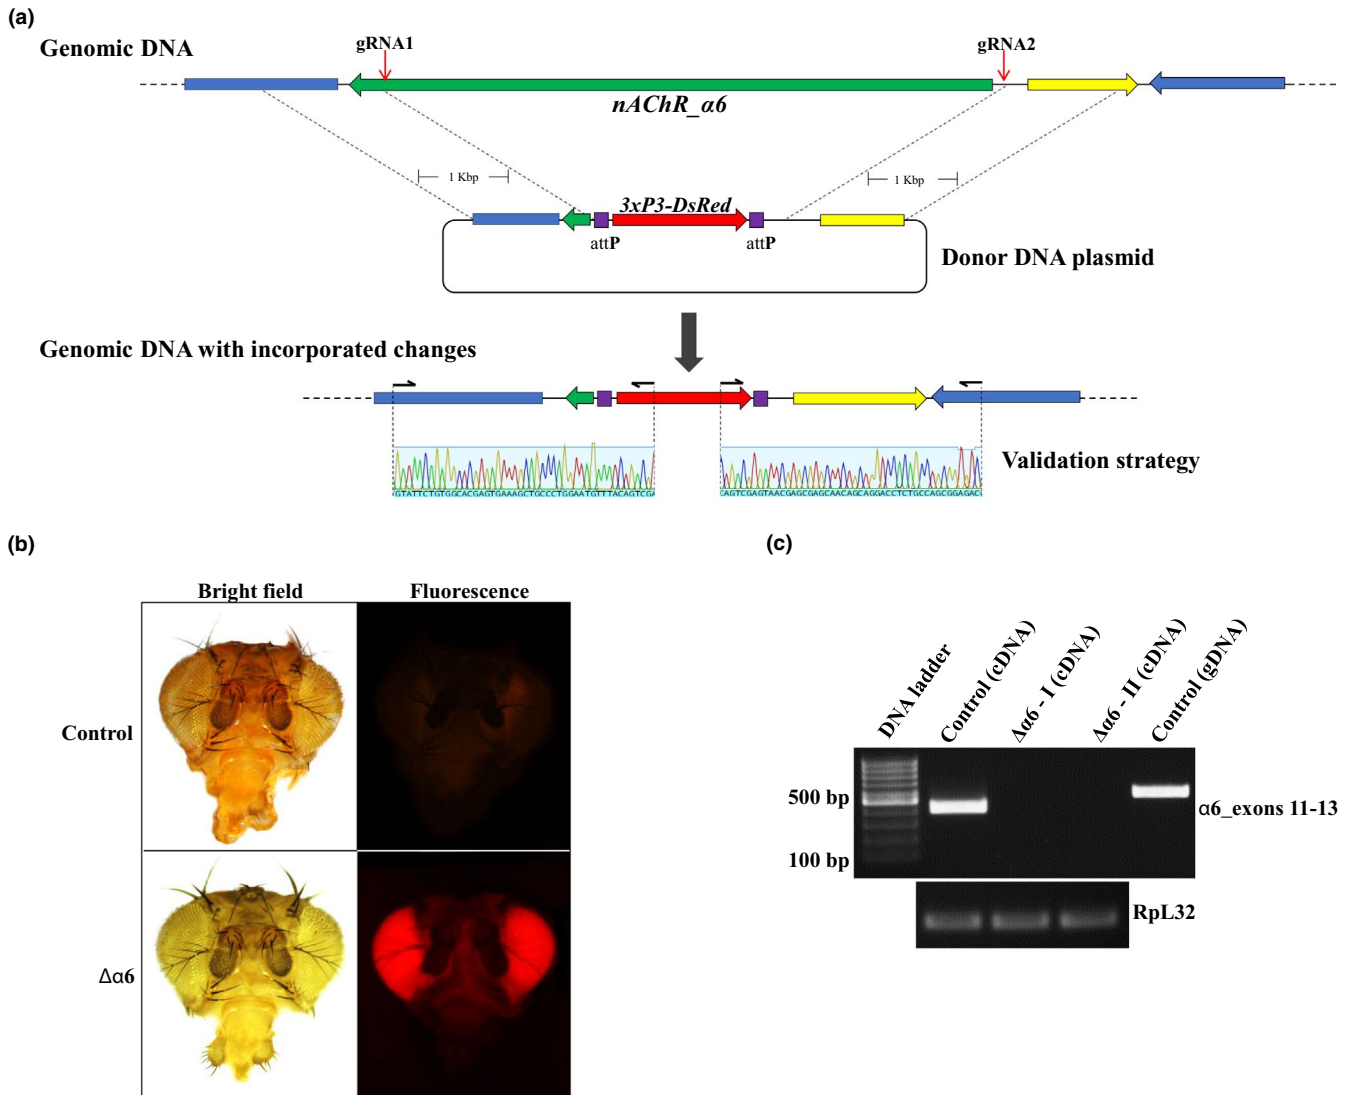 (a)
Genomic DNA
gRNA1
gRNA2
nAChR_α6
1 Kbp
1 Kbp
3xP3-DsRed
attP
attP
Donor DNA plasmid
Genomic DNA with incorporated changes
GTATTCTGTGGCACGAGTGAAAGCTGCCCTGGAATGTTTACAGTCGA
CAGTCGAGTAACGAGCGAGCAACAGCAGGACCTCTGCCAGCGGAGAC
Validation strategy
(b)
Bright field
Fluorescence
Control
Δα6
(c)
DNA ladder
Control (cDNA)
Δα6 - I (cDNA)
Δα6 - II (cDNA)
Control (gDNA)
500 bp
100 bp
α6_exons 11-13
RpL32